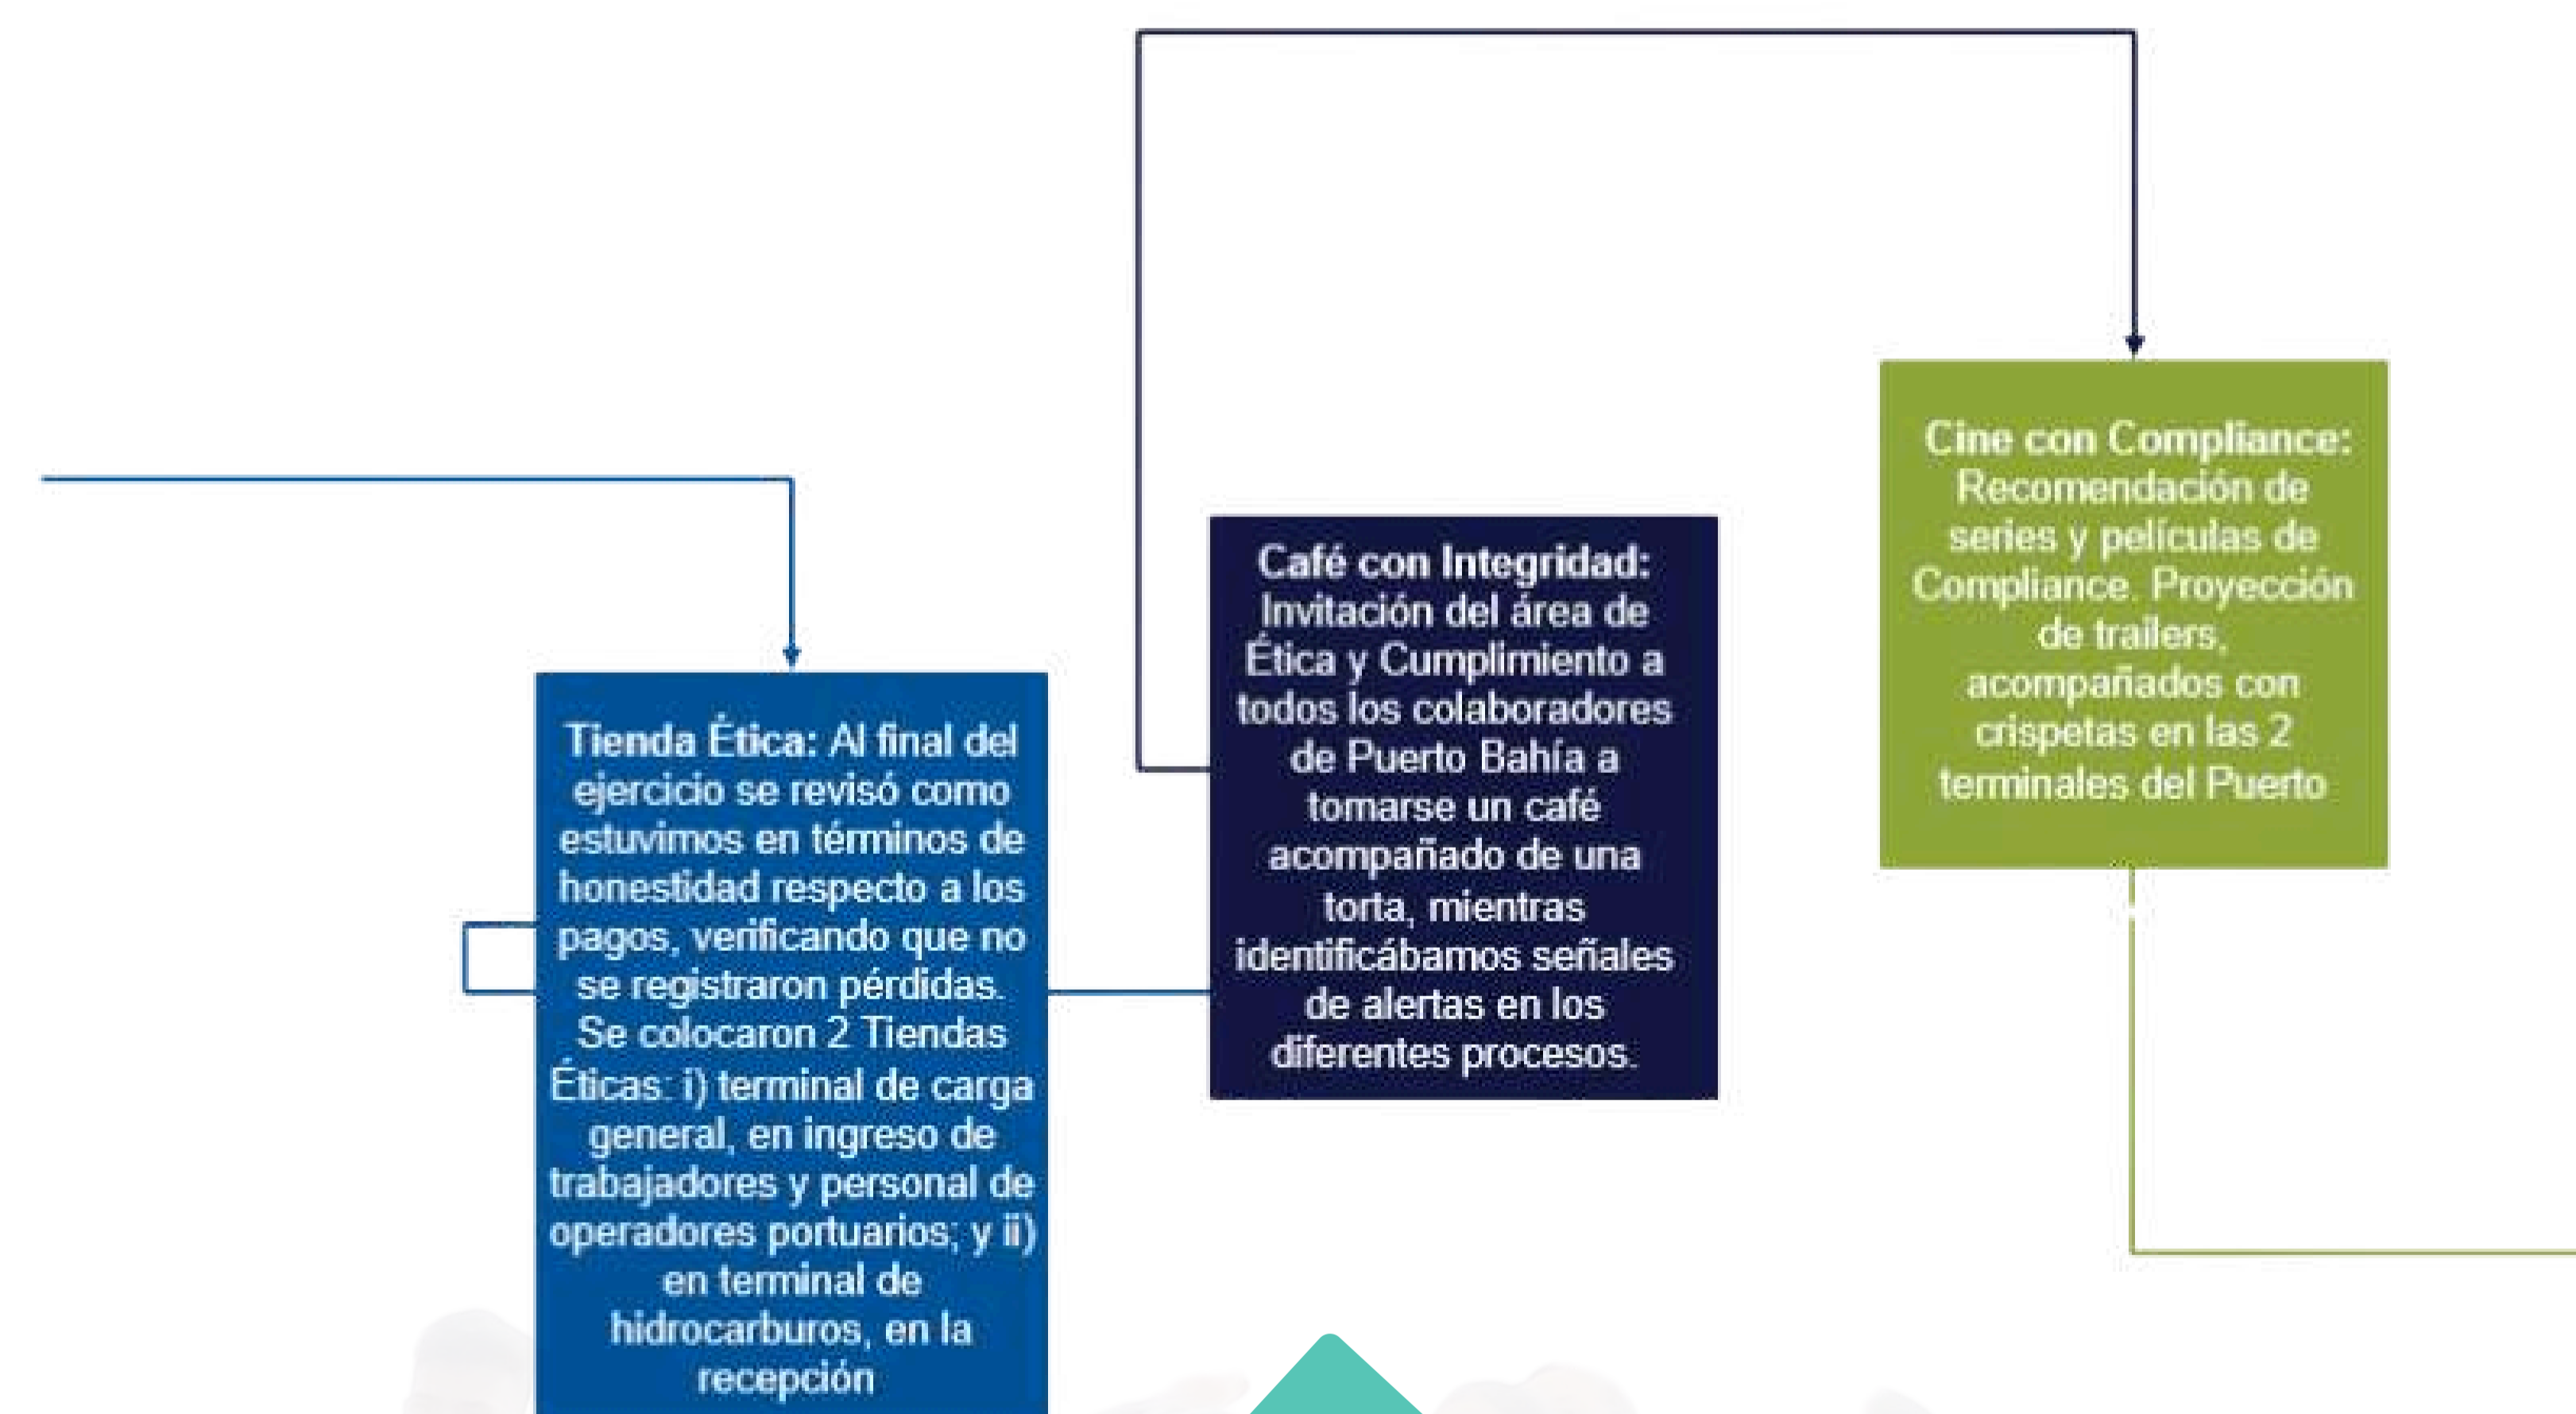 Tienda Ética: Al final del
ejercicio se revisó como
estuvimos en términos de
honestidad respecto a los
pagos, verificando que no
se registraron pérdidas.
Se colocaron 2 Tiendas
Éticas: i) terminal de carga
general, en ingreso de
trabajadores y personal de
operadores portuarios; y ii)
en terminal de
hidrocarburos, en la
recepción
Café con Integridad:
Invitación del área de
Ética y Cumplimiento a
todos los colaboradores
de Puerto Bahía a
tomarse un café
acompañado de una
torta, mientras
identificábamos señales
de alertas en los
diferentes procesos.
Cine con Compliance:
Recomendación de
series y películas de
Compliance. Proyección
de trailers,
acompañados con
crispetas en las 2
terminales del Puerto